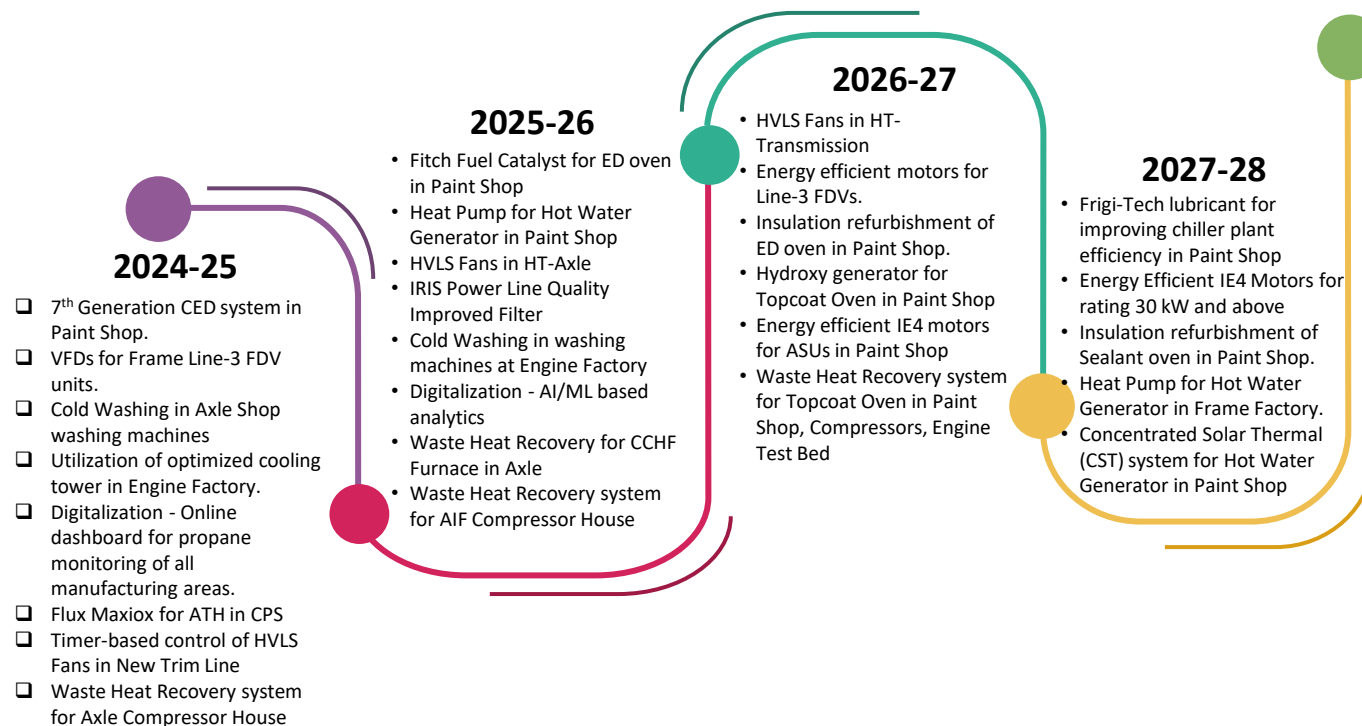 2024-25
❑ 7th Generation CED system in
Paint Shop.
❑ VFDs for Frame Line-3 FDV
units.
❑ Cold Washing in Axle Shop
washing machines
❑ Utilization of optimized cooling
tower in Engine Factory.
❑ Digitalization - Online
dashboard for propane
monitoring of all
manufacturing areas.
❑ Flux Maxiox for ATH in CPS
❑ Timer-based control of HVLS
Fans in New Trim Line
❑ Waste Heat Recovery system
for Axle Compressor House
2025-26
• Fitch Fuel Catalyst for ED oven
in Paint Shop
• Heat Pump for Hot Water
Generator in Paint Shop
• HVLS Fans in HT-Axle
• IRIS Power Line Quality
Improved Filter
• Cold Washing in washing
machines at Engine Factory
• Digitalization - AI/ML based
analytics
• Waste Heat Recovery for CCHF
Furnace in Axle
• Waste Heat Recovery system
for AIF Compressor House
2026-27
• HVLS Fans in HT-
Transmission
• Energy efficient motors for
Line-3 FDVs.
• Insulation refurbishment of
ED oven in Paint Shop.
• Hydroxy generator for
Topcoat Oven in Paint Shop
• Energy efficient IE4 motors
for ASUs in Paint Shop
• Waste Heat Recovery system
for Topcoat Oven in Paint
Shop, Compressors, Engine
Test Bed
2027-28
• Frigi-Tech lubricant for
improving chiller plant
efficiency in Paint Shop
• Energy Efficient IE4 Motors for
rating 30 kW and above
• Insulation refurbishment of
Sealant oven in Paint Shop.
• Heat Pump for Hot Water
Generator in Frame Factory.
• Concentrated Solar Thermal
(CST) system for Hot Water
Generator in Paint Shop